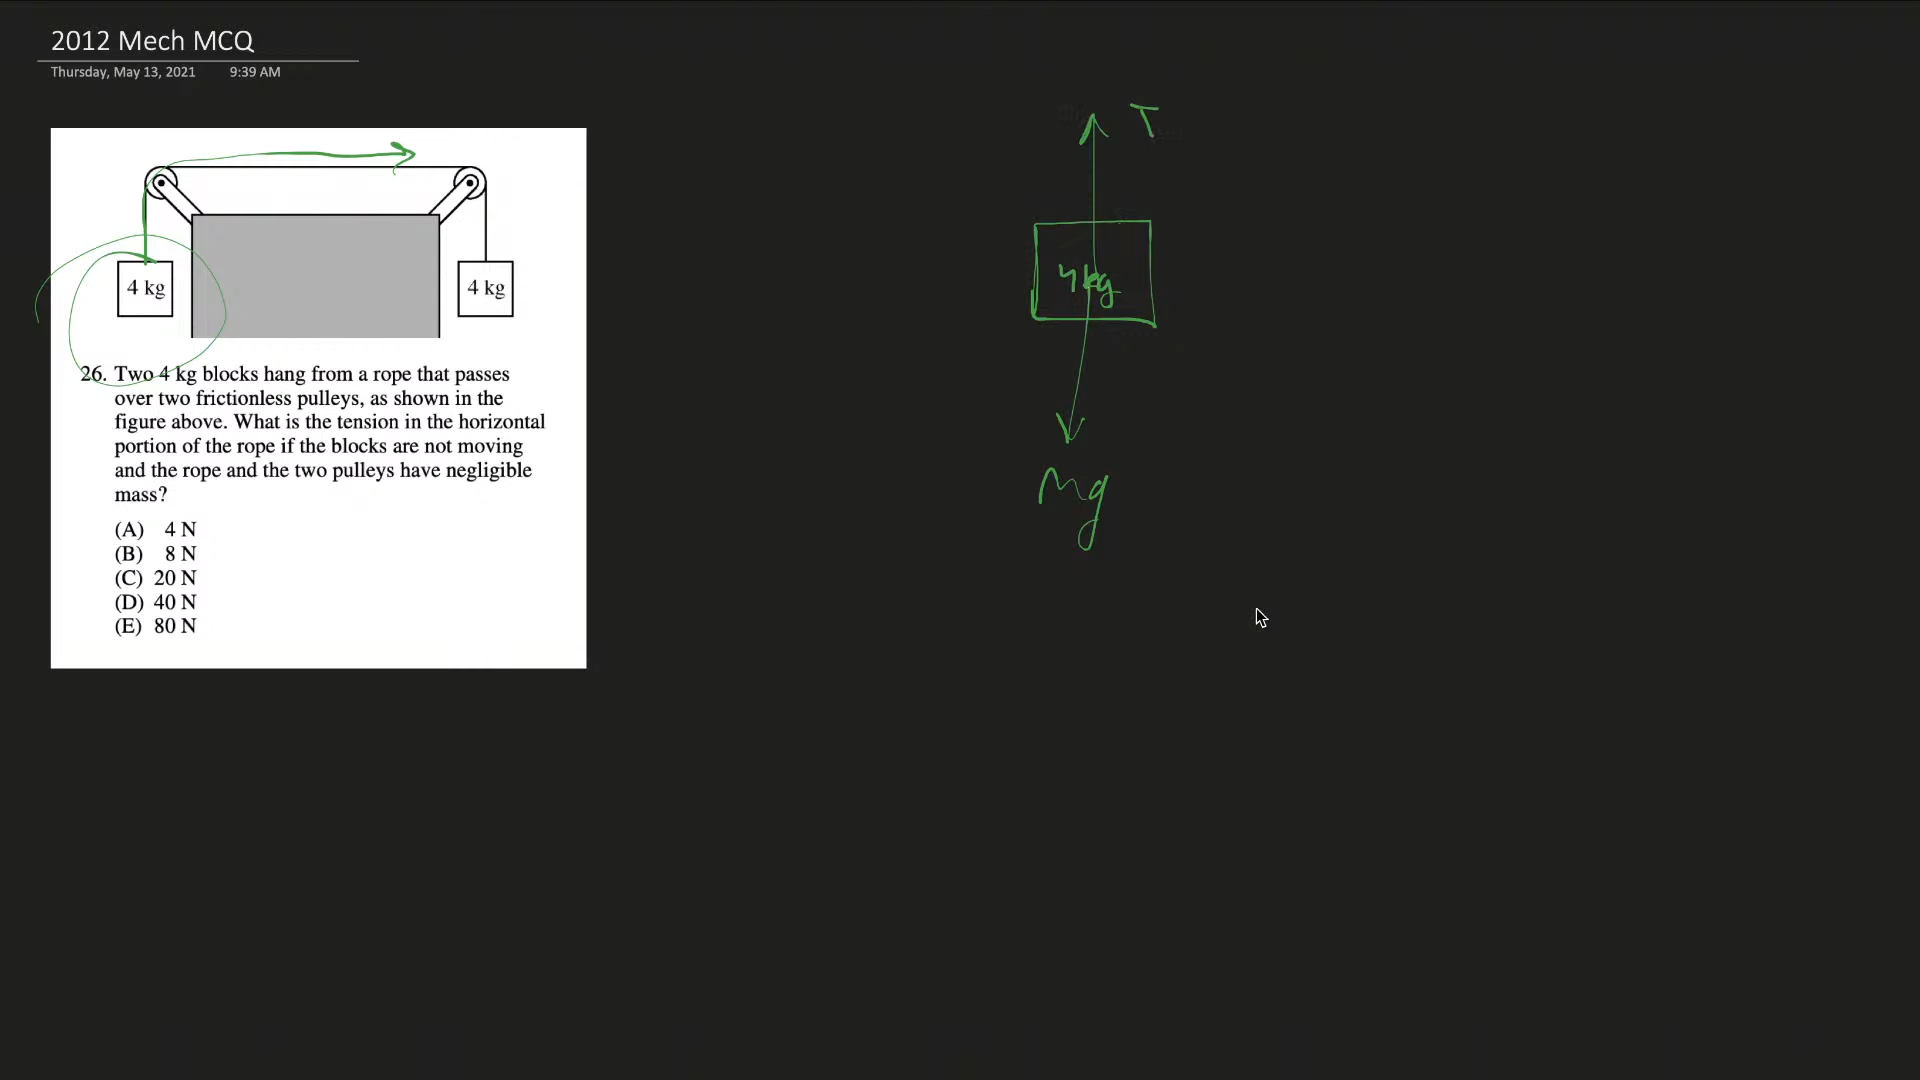 2012 Mech MCQ
Thursday, May 13, 2021 9:39 AM
4 kg
4 kg
26. Two 4 kg blocks hang from a rope that passes
over two frictionless pulleys, as shown in the
figure above. What is the tension in the horizontal
portion of the rope if the blocks are not moving
and the rope and the two pulleys have negligible
mass?
(A) 4 N
(B) 8 N
(C) 20 N
(D) 40 N
(E) 80 N
T
4kg
Mg